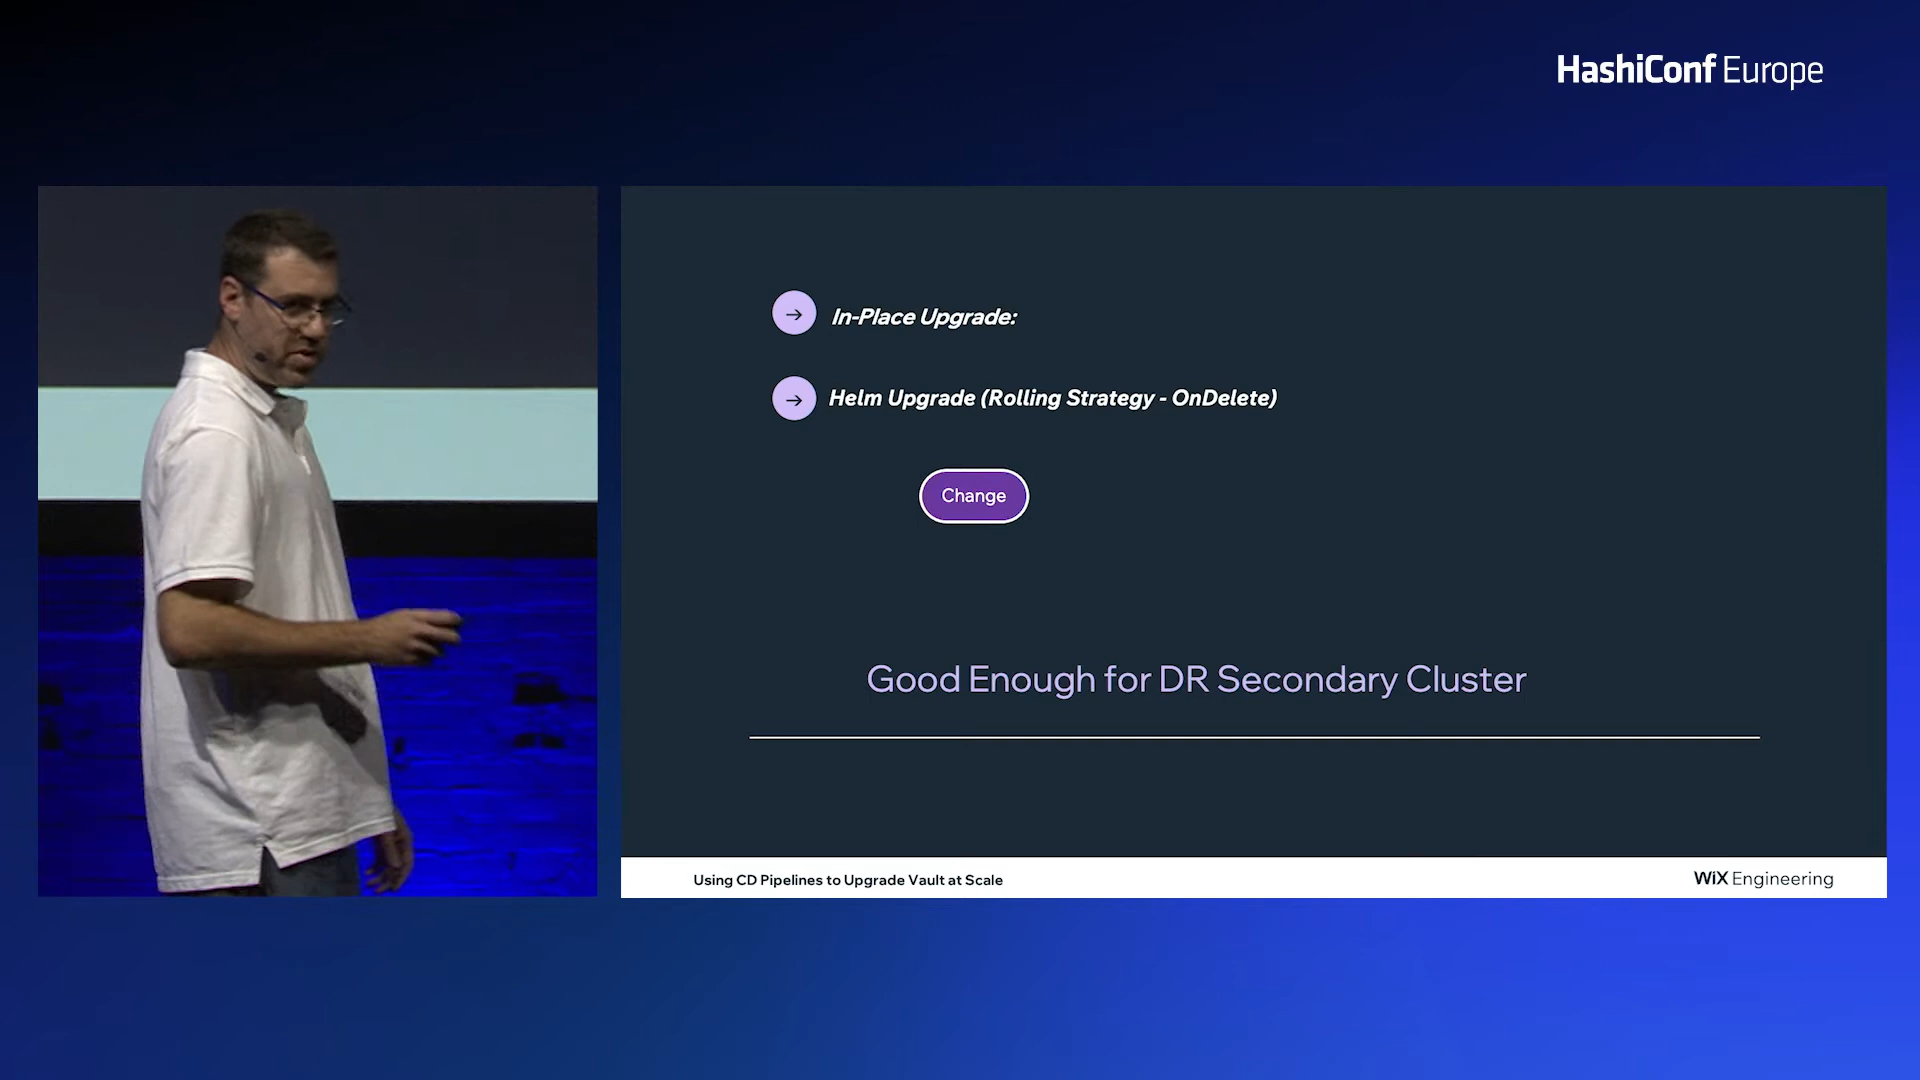 HashiConf Europe
In-Place Upgrade:
Helm Upgrade (Rolling Strategy - OnDelete)
Change
Good Enough for DR Secondary Cluster
Using CD Pipelines to Upgrade Vault at Scale
WiX Engineering